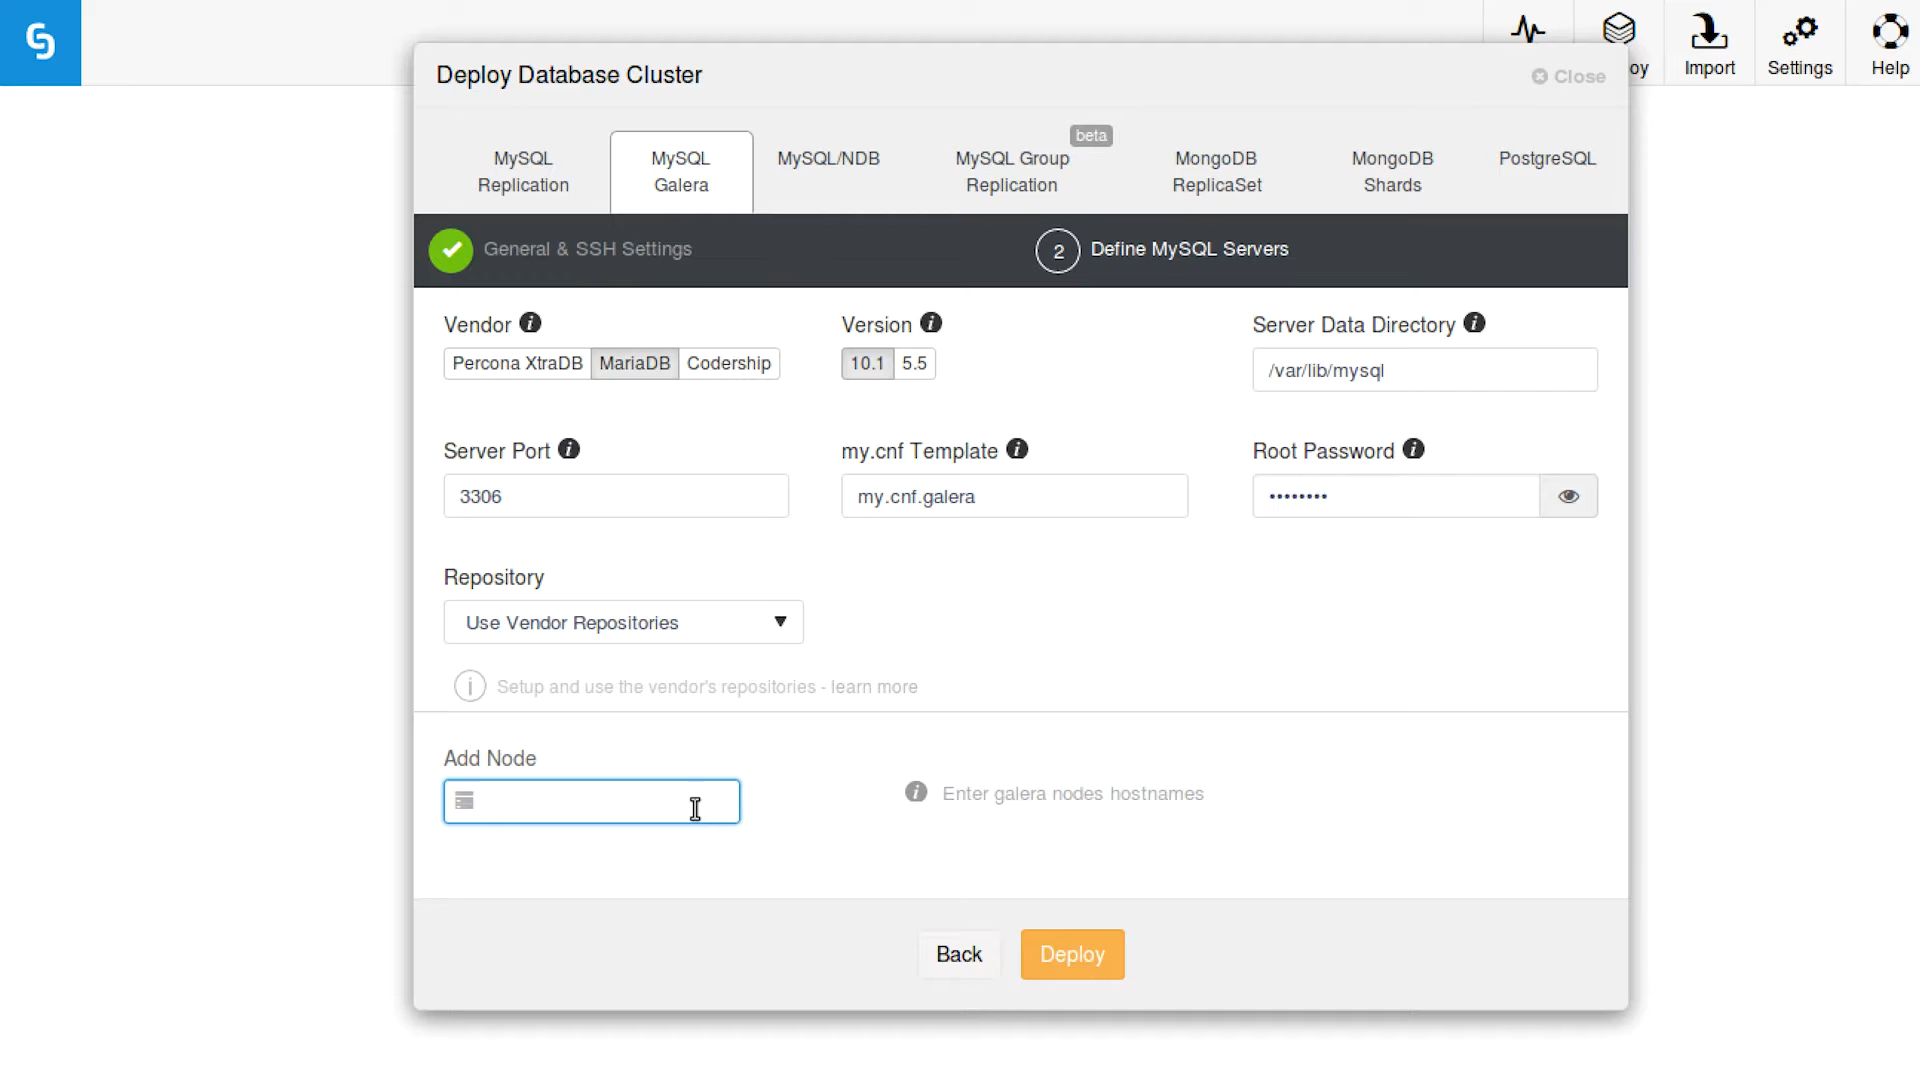 Deploy Database Cluster
Close
oy
Import
Settings
Help
beta
MySQL
Replication
MySQL
Galera
MySQL/NDB
MySQL Group
Replication
MongoDB
ReplicaSet
MongoDB
Shards
PostgreSQL
General & SSH Settings
2 Define MySQL Servers
Vendor
Version
Server Data Directory
Percona XtraDB MariaDB Codership
10.1 5.5
/var/lib/mysql
Server Port
my.cnf Template
Root Password
3306
my.cnf.galera
••••••••
Repository
Use Vendor Repositories
Setup and use the vendor's repositories - learn more
Add Node
Enter galera nodes hostnames
Back
Deploy